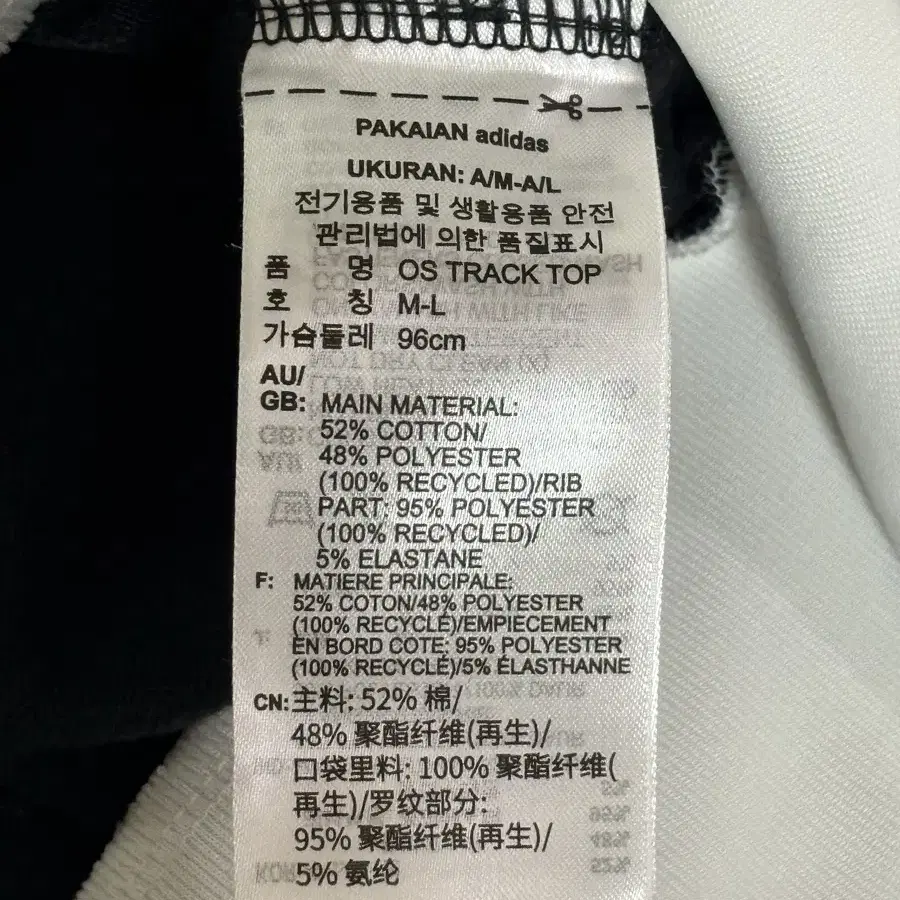 PAKAIAN adidas
UKURAN: A/M-A/L
전기용품 및 생활용품 안전
관리법에 의한 품질표시
품 명 OS TRACK TOP
호 칭 M-L
가슴둘레 96cm
AU/
GB: MAIN MATERIAL:
52% COTTON/
48% POLYESTER
(100% RECYCLED)/RIB
PART: 95% POLYESTER
(100% RECYCLED)/
5% ELASTANE
F: MATIERE PRINCIPALE:
52% COTON/48% POLYESTER
(100% RECYCLÉ)/EMPIECEMENT
EN BORD COTE: 95% POLYESTER
(100% RECYCLÉ)/5% ÉLASTHANNE
CN: 主料: 52% 棉/
48% 聚酯纤维(再生)/
口袋里料: 100% 聚酯纤维(
再生)/罗纹部分:
95% 聚酯纤维(再生)/
5% 氨纶